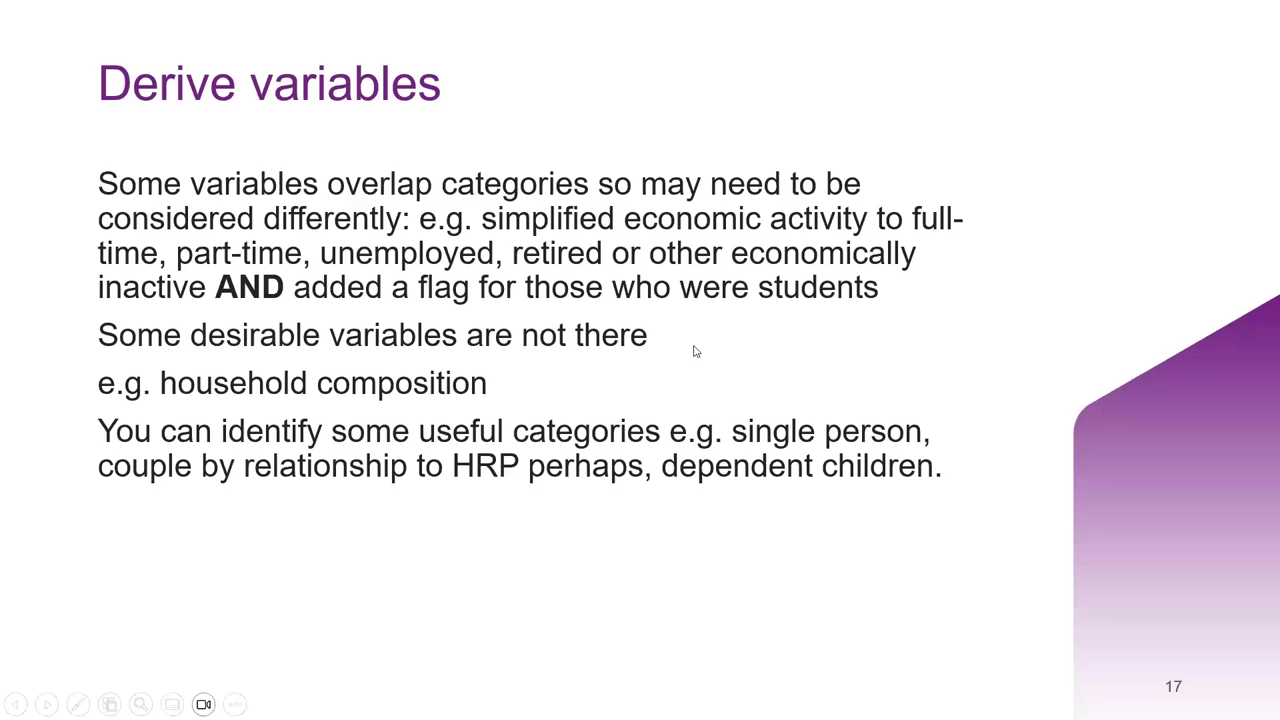 Derive variables
Some variables overlap categories so may need to be
considered differently: e.g. simplified economic activity to full-
time, part-time, unemployed, retired or other economically
inactive AND added a flag for those who were students
Some desirable variables are not there
e.g. household composition
You can identify some useful categories e.g. single person,
couple by relationship to HRP perhaps, dependent children.
17